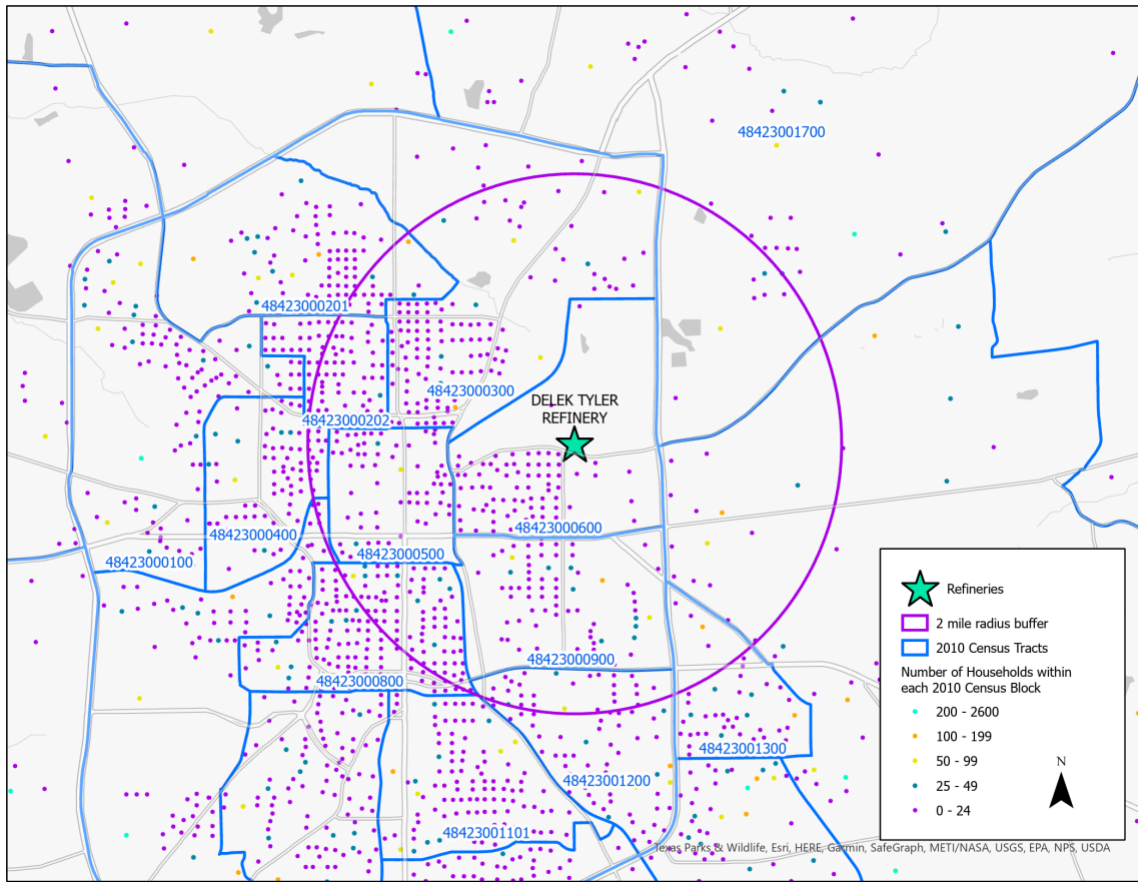 48423001700
48423000201
48423000300
DELEK TYLER
REFINERY
48423000202
48423000600
48423000400
48423000500
48423000100
48423000900
48423000800
48423001300
48423001200
48423001101
Refineries
2 mile radius buffer
2010 Census Tracts
Number of Households within
each 2010 Census Block
200 - 2600
100 - 199
50 - 99
25 - 49
0 - 24
N
Texas Parks & Wildlife, Esri, HERE, Garmin, SafeGraph, METI/NASA, USGS, EPA, NPS, USDA